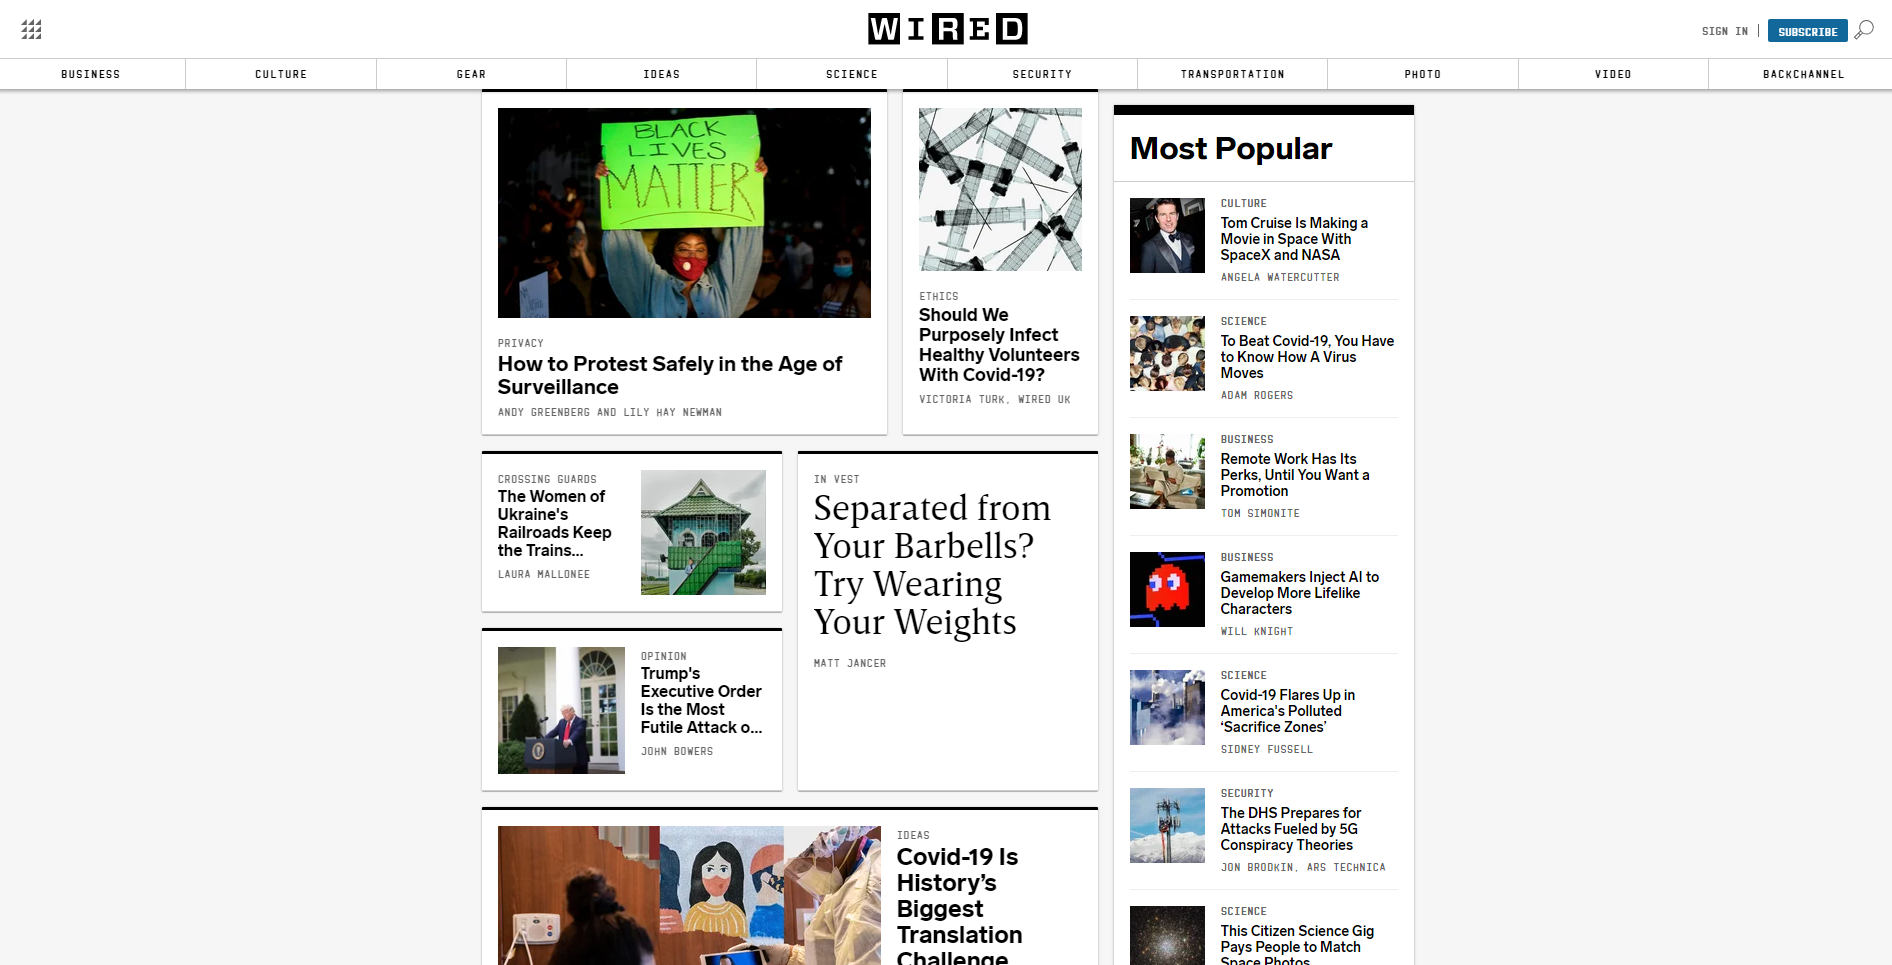 WIRED
SIGN IN
SUBSCRIBE
BUSINESS
CULTURE
GEAR
IDEAS
SCIENCE
SECURITY
TRANSPORTATION
PHOTO
VIDEO
BACKCHANNEL
BLACK
LIVES
MATTER
PRIVACY
How to Protest Safely in the Age of
Surveillance
ANDY GREENBERG AND LILY HAY NEWMAN
ETHICS
Should We
Purposely Infect
Healthy Volunteers
With Covid-19?
VICTORIA TURK, WIRED UK
CROSSING GUARDS
The Women of
Ukraine's
Railroads Keep
the Trains...
LAURA MALLONEE
OPINION
Trump's
Executive Order
Is the Most
Futile Attack o...
JOHN BOWERS
IN VEST
Separated from
Your Barbells?
Try Wearing
Your Weights
MATT JANCER
IDEAS
Covid-19 Is
History’s
Biggest
Translation
Challenge
Most Popular
CULTURE
Tom Cruise Is Making a
Movie in Space With
SpaceX and NASA
ANGELA WATERCUTTER
SCIENCE
To Beat Covid-19, You Have
to Know How A Virus
Moves
ADAM ROGERS
BUSINESS
Remote Work Has Its
Perks, Until You Want a
Promotion
TOM SIMONITE
BUSINESS
Gamemakers Inject AI to
Develop More Lifelike
Characters
WILL KNIGHT
SCIENCE
Covid-19 Flares Up in
America's Polluted
‘Sacrifice Zones’
SIDNEY FUSSELL
SECURITY
The DHS Prepares for
Attacks Fueled by 5G
Conspiracy Theories
JON BRODKIN, ARS TECHNICA
SCIENCE
This Citizen Science Gig
Pays People to Match
Space Photos